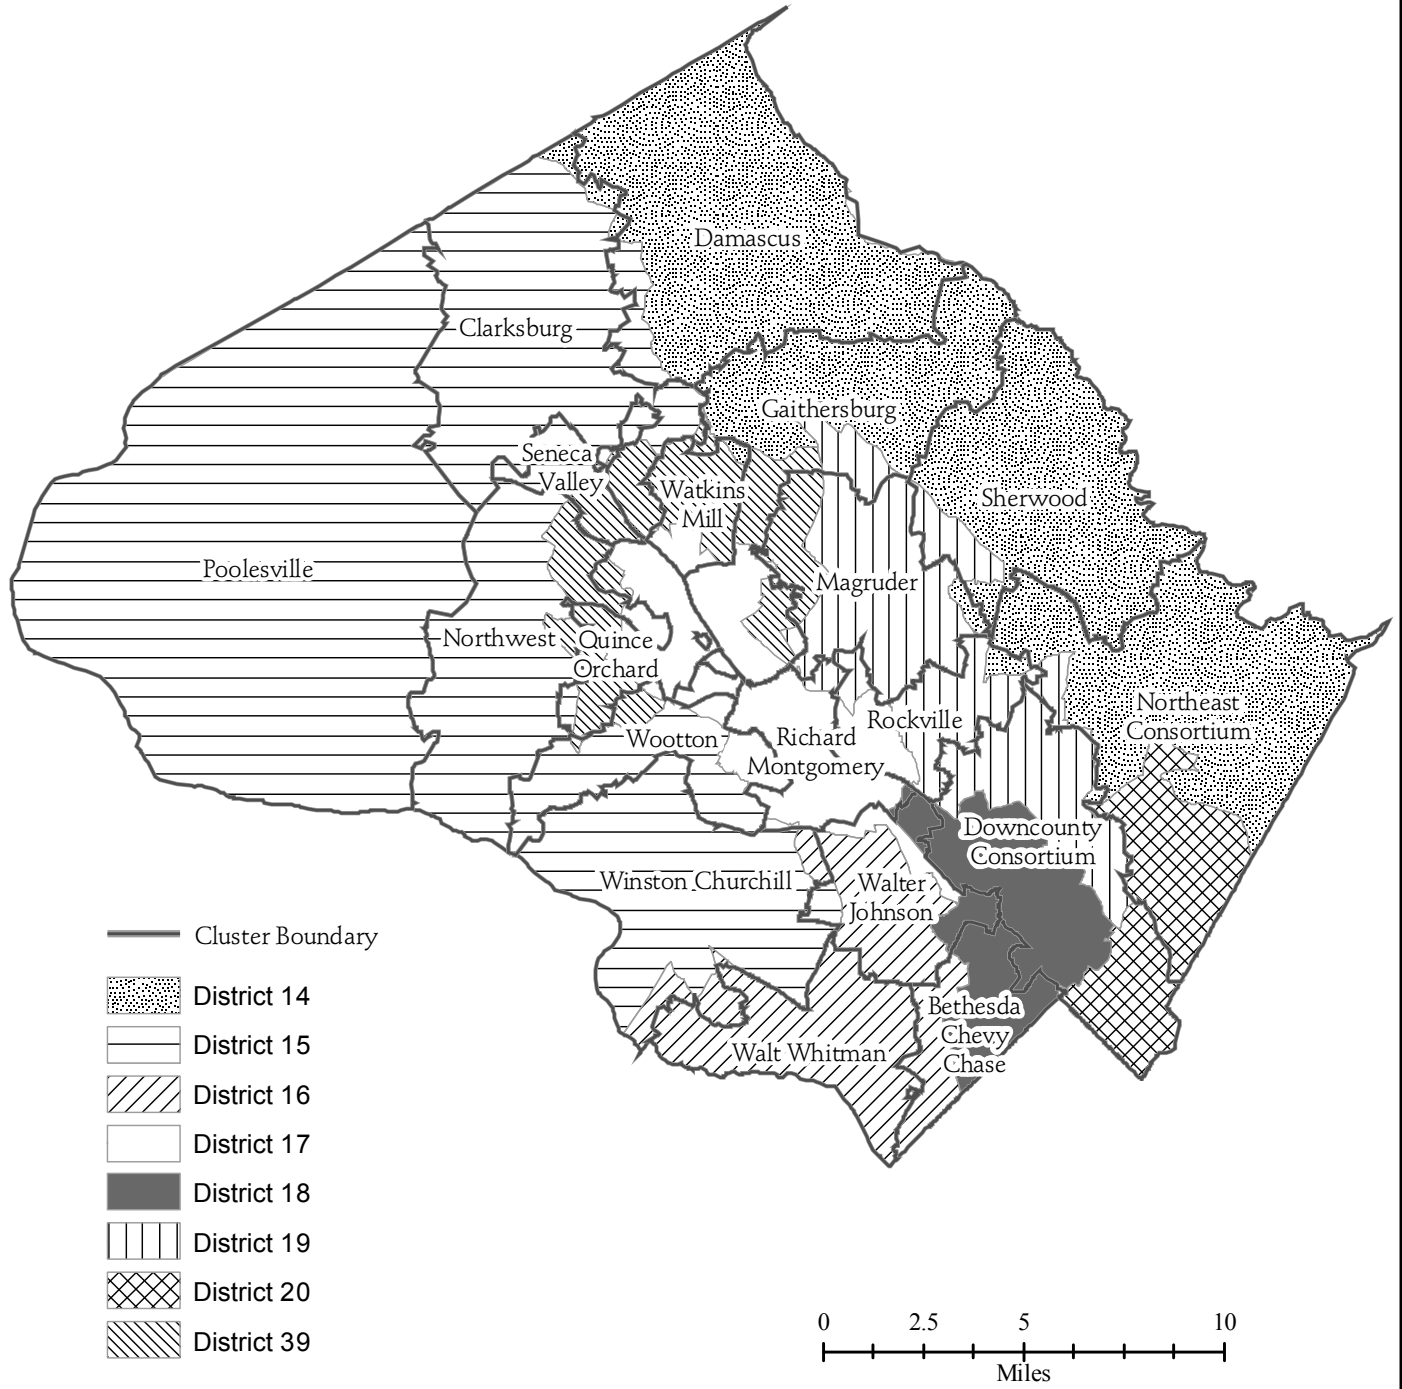 Damascus
Clarksburg
Gaithersburg
Seneca
Valley
Watkins
Mill
Sherwood
Poolesville
Magruder
Northwest
Quince
Orchard
Northeast
Consortium
Rockville
Wootton
Richard
Montgomery
Downcounty
Consortium
Winston Churchill
Walter
Johnson
Bethesda
Chevy
Chase
Walt Whitman
Cluster Boundary
District 14
District 15
District 16
District 17
District 18
District 19
District 20
District 39
0 2.5 5 10
Miles